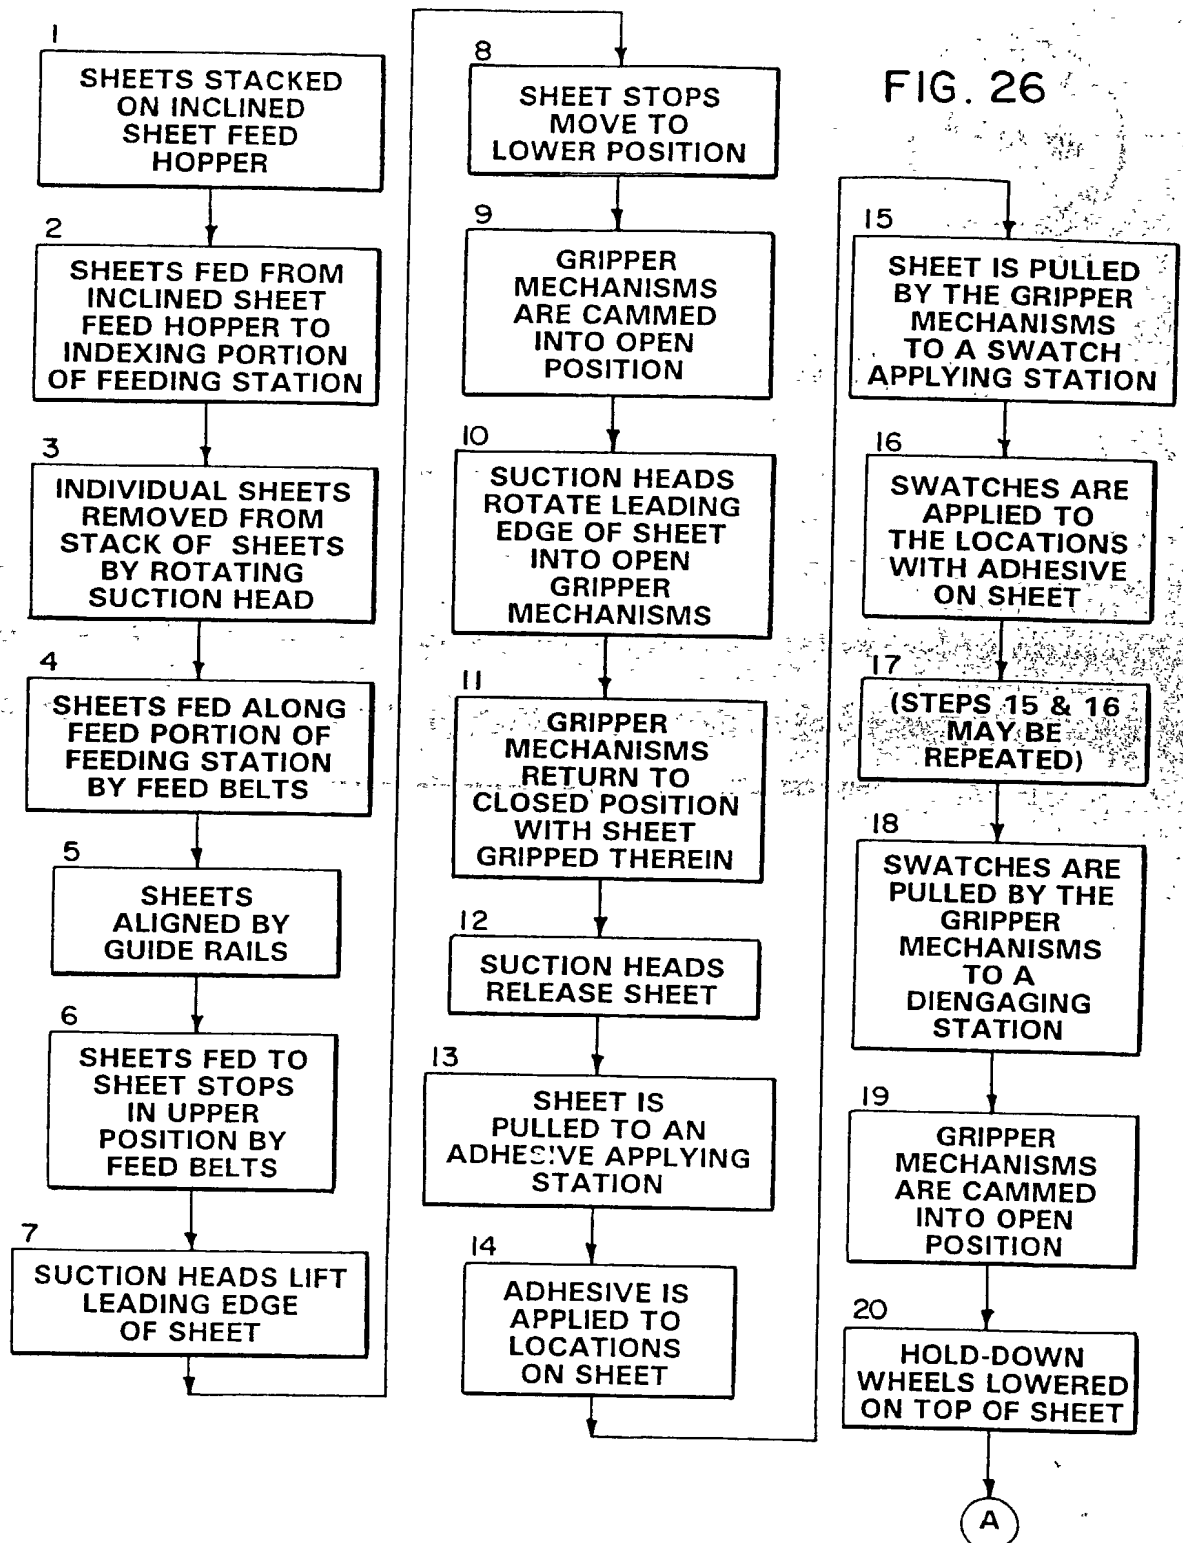 1
SHEETS STACKED
ON INCLINED
SHEET FEED
HOPPER
2
SHEETS FED FROM
INCLINED SHEET
FEED HOPPER TO
INDEXING PORTION
OF FEEDING STATION
3
INDIVIDUAL SHEETS
REMOVED FROM
STACK OF SHEETS
BY ROTATING
SUCTION HEAD
4
SHEETS FED ALONG
FEED PORTION OF
FEEDING STATION
BY FEED BELTS
5
SHEETS
ALIGNED BY
GUIDE RAILS
6
SHEETS FED TO
SHEET STOPS
IN UPPER
POSITION BY
FEED BELTS
7
SUCTION HEADS LIFT
LEADING EDGE
OF SHEET
8
SHEET STOPS
MOVE TO
LOWER POSITION
9
GRIPPER
MECHANISMS
ARE CAMMED
INTO OPEN
POSITION
10
SUCTION HEADS
ROTATE LEADING
EDGE OF SHEET
INTO OPEN
GRIPPER
MECHANISMS
11
GRIPPER
MECHANISMS
RETURN TO
CLOSED POSITION
WITH SHEET
GRIPPED THEREIN
12
SUCTION HEADS
RELEASE SHEET
13
SHEET IS
PULLED TO AN
ADHESIVE APPLYING
STATION
14
ADHESIVE IS
APPLIED TO
LOCATIONS
ON SHEET
FIG. 26
15
SHEET IS PULLED
BY THE GRIPPER
MECHANISMS
TO A SWATCH
APPLYING STATION
16
SWATCHES ARE
APPLIED TO
THE LOCATIONS
WITH ADHESIVE
ON SHEET
17
(STEPS 15 & 16
MAY BE
REPEATED)
18
SWATCHES ARE
PULLED BY THE
GRIPPER
MECHANISMS
TO A
DIENGAGING
STATION
19
GRIPPER
MECHANISMS
ARE CAMMED
INTO OPEN
POSITION
20
HOLD-DOWN
WHEELS LOWERED
ON TOP OF SHEET
A